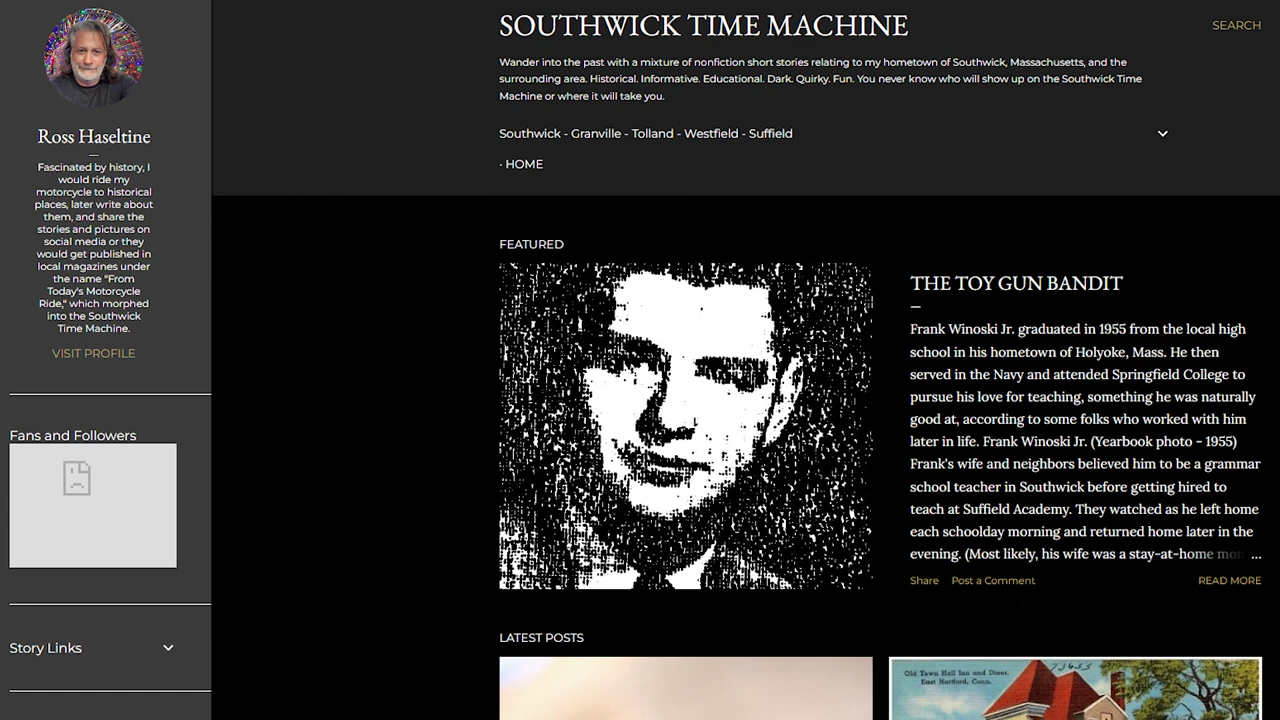 Ross Haseltine
Fascinated by history, I
would ride my
motorcycle to historical
places, later write about
them, and share the
stories and pictures on
social media or they
would get published in
local magazines under
the name "From
Today's Motorcycle
Ride," which morphed
into the Southwick
Time Machine.
VISIT PROFILE
Fans and Followers
Story Links
SOUTHWICK TIME MACHINE
SEARCH
Wander into the past with a mixture of nonfiction short stories relating to my hometown of Southwick, Massachusetts, and the
surrounding area. Historical. Informative. Educational. Dark. Quirky. Fun. You never know who will show up on the Southwick Time
Machine or where it will take you.
Southwick - Granville - Tolland - Westfield - Suffield
· HOME
FEATURED
THE TOY GUN BANDIT
Frank Winoski Jr. graduated in 1955 from the local high
school in his hometown of Holyoke, Mass. He then
served in the Navy and attended Springfield College to
pursue his love for teaching, something he was naturally
good at, according to some folks who worked with him
later in life. Frank Winoski Jr. (Yearbook photo - 1955)
Frank's wife and neighbors believed him to be a grammar
school teacher in Southwick before getting hired to
teach at Suffield Academy. They watched as he left home
each schoolday morning and returned home later in the
evening. (Most likely, his wife was a stay-at-home mom ...
Share Post a Comment
READ MORE
LATEST POSTS
Old Town Hall Inn and Diner,
East Hartford, Conn.